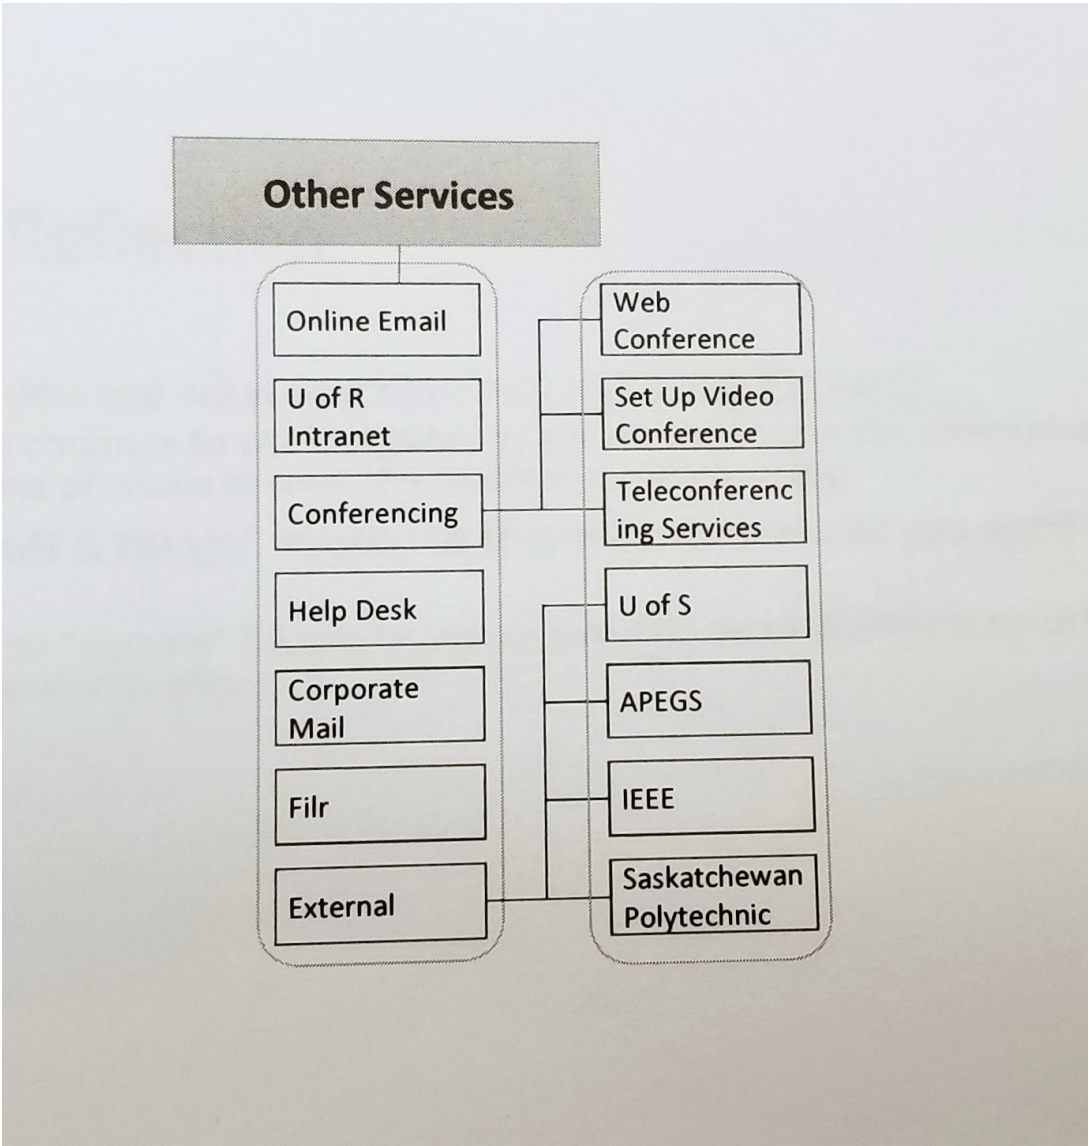 Other Services
Online Email
U of R
Intranet
Conferencing
Help Desk
Corporate
Mail
Filr
External
Web
Conference
Set Up Video
Conference
Teleconferenc
ing Services
U of S
APEGS
IEEE
Saskatchewan
Polytechnic